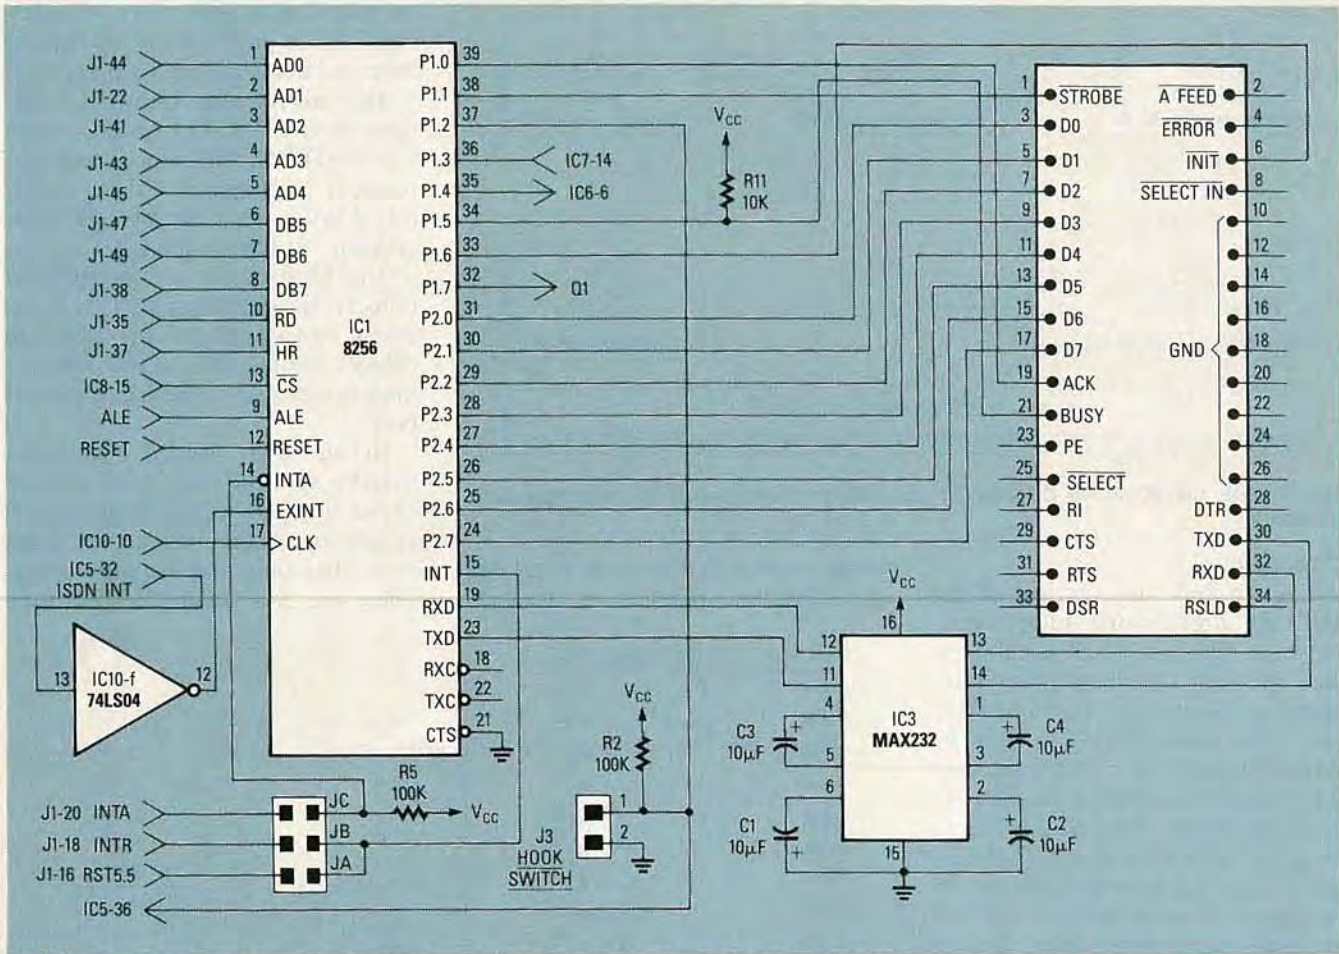 J1-44
J1-22
J1-41
J1-43
J1-45
J1-47
J1-49
J1-38
J1-35
J1-37
IC8-15
ALE
RESET
IC10-10
IC5-32
ISDN INT
1 AD0
2 AD1
3 AD2
4 AD3
5 AD4
6 DB5
7 DB6
8 DB7
10 RD
11 HR
13 CS
9 ALE
12 RESET
14 INTA
16 EXINT
17 CLK
IC1
8256
P1.0 39
P1.1 38
P1.2 37
P1.3 36
P1.4 35
P1.5 34
P1.6 33
P1.7 32
P2.0 31
P2.1 30
P2.2 29
P2.3 28
P2.4 27
P2.5 26
P2.6 25
P2.7 24
INT 15
RXD 19
TXD 23
RXC 18
TXC 22
CTS 21
IC7-14
IC6-6
Q1
VCC
R11
10K
1 STROBE
3 D0
5 D1
7 D2
9 D3
11 D4
13 D5
15 D6
17 D7
19 ACK
21 BUSY
23 PE
25 SELECT
27 RI
29 CTS
31 RTS
33 DSR
A FEED 2
ERROR 4
INIT 6
SELECT IN 8
10
12
14
16
GND 18
20
22
24
26
DTR 28
TXD 30
RXD 32
RSLD 34
13 IC10-f 12
74LS04
J1-20 INTA
J1-18 INTR
J1-16 RST5.5
IC5-36
JC
JB
JA
R5
100K
VCC
VCC
R2
100K
1
2
J3
HOOK
SWITCH
VCC
16
12
11
4
5
6
15
13
14
1
3
2
IC3
MAX232
C3
10µF
C1
10µF
C4
10µF
C2
10µF
+
+
+
+